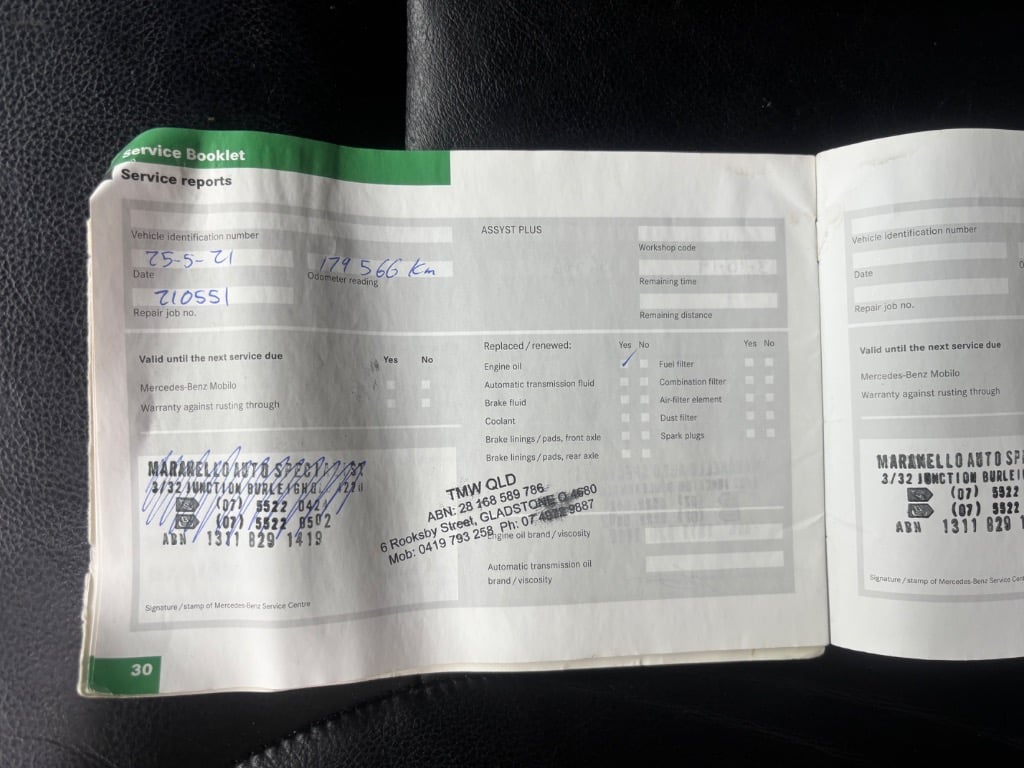 Service Booklet
Service reports
Vehicle identification number
ASSYST PLUS
Workshop code
25-5-21
179 566 Km
Date
Odometer reading
Remaining time
210551
Repair job no.
Remaining distance
Valid until the next service due
Yes No
Mercedes-Benz Mobilo
Warranty against rusting through
Replaced / renewed:
Yes No
Yes No
Engine oil
Fuel filter
Automatic transmission fluid
Combination filter
Brake fluid
Air-filter element
Coolant
Dust filter
Brake linings / pads, front axle
Spark plugs
Brake linings / pads, rear axle
MARANELLO AUTO
3/32 JUNCTION BURLEIGH
(07) 5522
(07) 5522 8502
ABN 1311 829 1419
TMW QLD
ABN: 28 168 589 786
6 Rooksby Street, GLADSTONE Q 4680
Mob: 0419 793 258 Ph: 07 4972 9887
Engine oil brand / viscosity
Automatic transmission oil
brand / viscosity
Signature / stamp of Mercedes-Benz Service Centre
30
Vehicle identification number
Date
Repair job no.
Valid until the next service due
Mercedes-Benz Mobilo
Warranty against rusting through
MARANELLO AUTO SPE
3/32 JUNCTION BURLEI
(07) 5522
(07) 5522
ABN 1311 829 1
Signature / stamp of Mercedes-Benz Service Cen